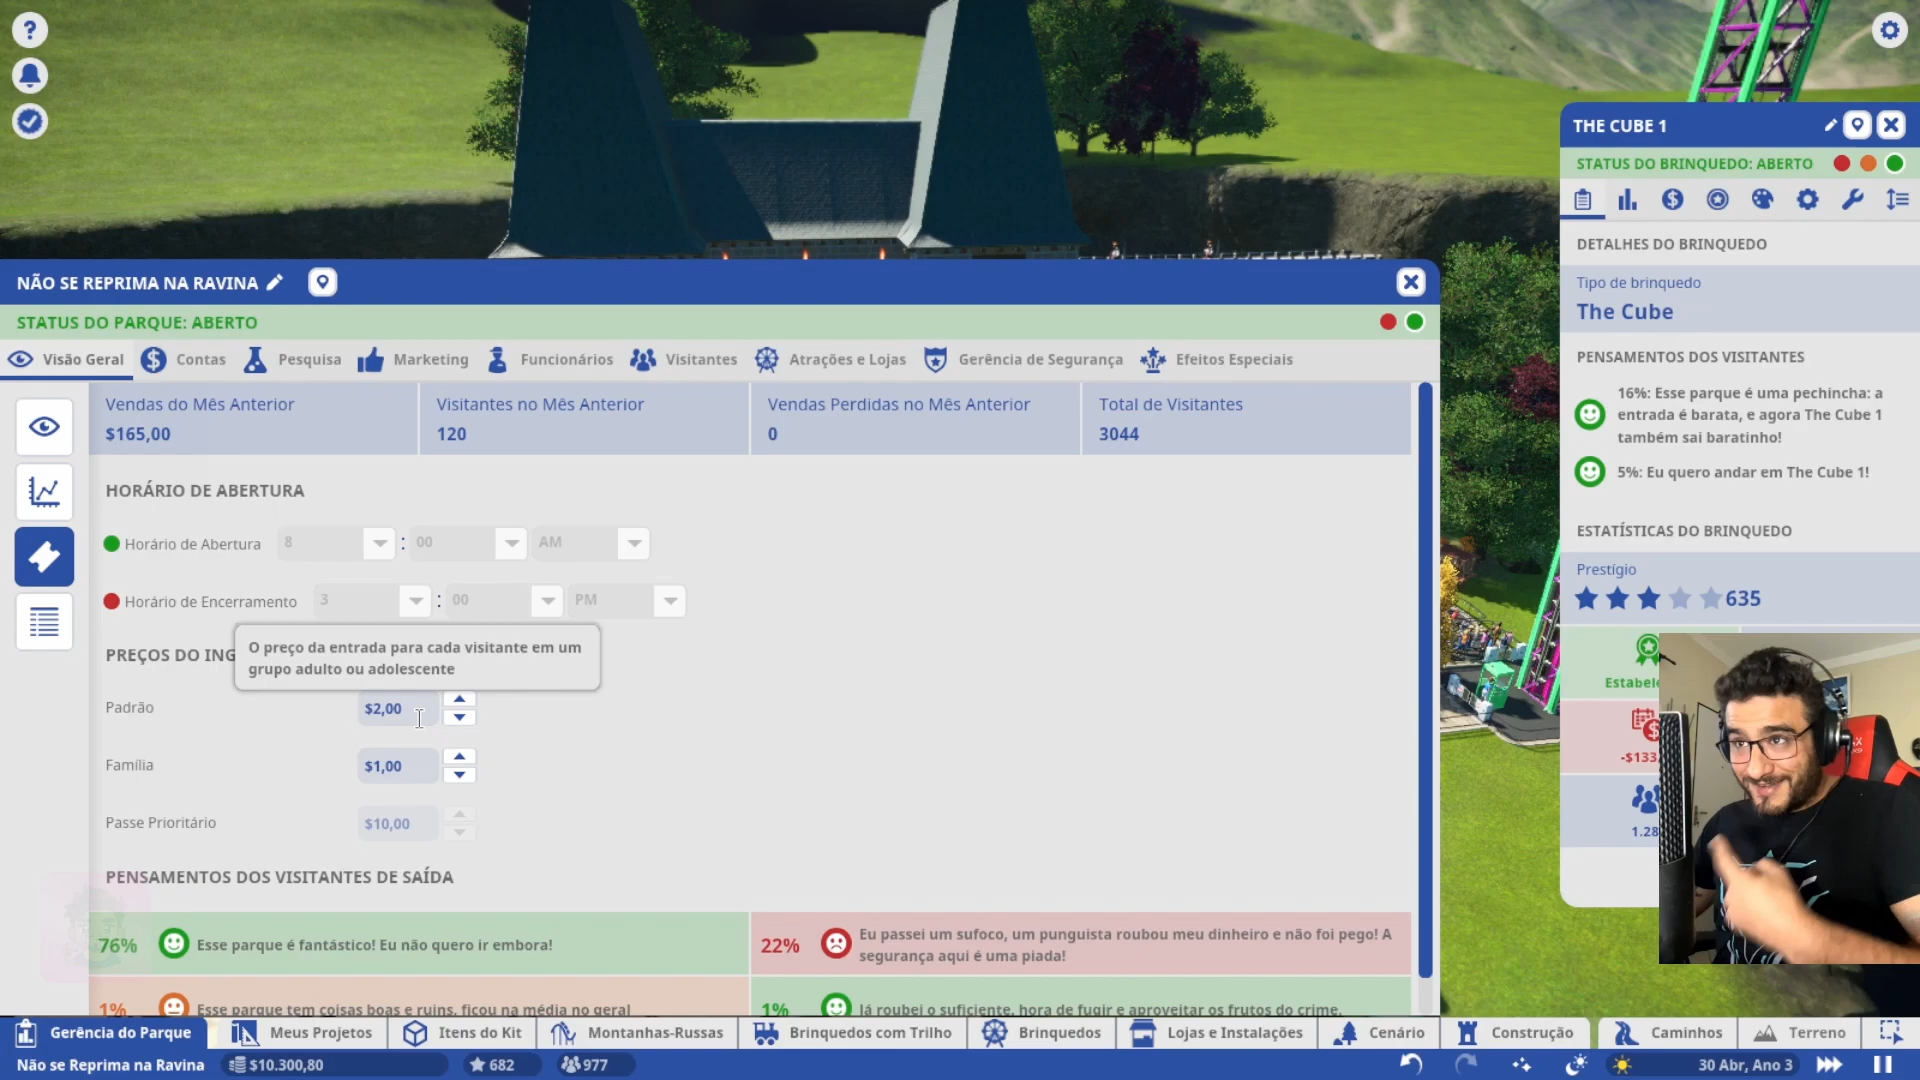 ?
THE CUBE 1
STATUS DO BRINQUEDO: ABERTO
DETALHES DO BRINQUEDO
Tipo de brinquedo
The Cube
PENSAMENTOS DOS VISITANTES
16%: Esse parque é uma pechincha: a
entrada é barata, e agora The Cube 1
também sai baratinho!
5%: Eu quero andar em The Cube 1!
ESTATÍSTICAS DO BRINQUEDO
Prestígio
635
-$133
1.28
NÃO SE REPRIMA NA RAVINA
STATUS DO PARQUE: ABERTO
Visão Geral
Contas
Pesquisa
Marketing
Funcionários
Visitantes
Atrações e Lojas
Gerência de Segurança
Efeitos Especiais
Vendas do Mês Anterior
$165,00
Visitantes no Mês Anterior
120
Vendas Perdidas no Mês Anterior
0
Total de Visitantes
3044
HORÁRIO DE ABERTURA
Horário de Abertura 8 : 00 AM
Horário de Encerramento 3 : 00 PM
PREÇOS DO ING
O preço da entrada para cada visitante em um
grupo adulto ou adolescente
Padrão $2,00
Família $1,00
Passe Prioritário $10,00
PENSAMENTOS DOS VISITANTES DE SAÍDA
76% Esse parque é fantástico! Eu não quero ir embora!
22% Eu passei um sufoco, um punguista roubou meu dinheiro e não foi pego! A
segurança aqui é uma piada!
1% Esse parque tem coisas boas e ruins, ficou na média no geral
1% Já roubei o suficiente, hora de fugir e aproveitar os frutos do crime.
Gerência do Parque
Meus Projetos
Itens do Kit
Montanhas-Russas
Brinquedos com Trilho
Brinquedos
Lojas e Instalações
Cenário
Construção
Caminhos
Terreno
Não se Reprima na Ravina
$10.300,80
682
977
30 Abr, Ano 3